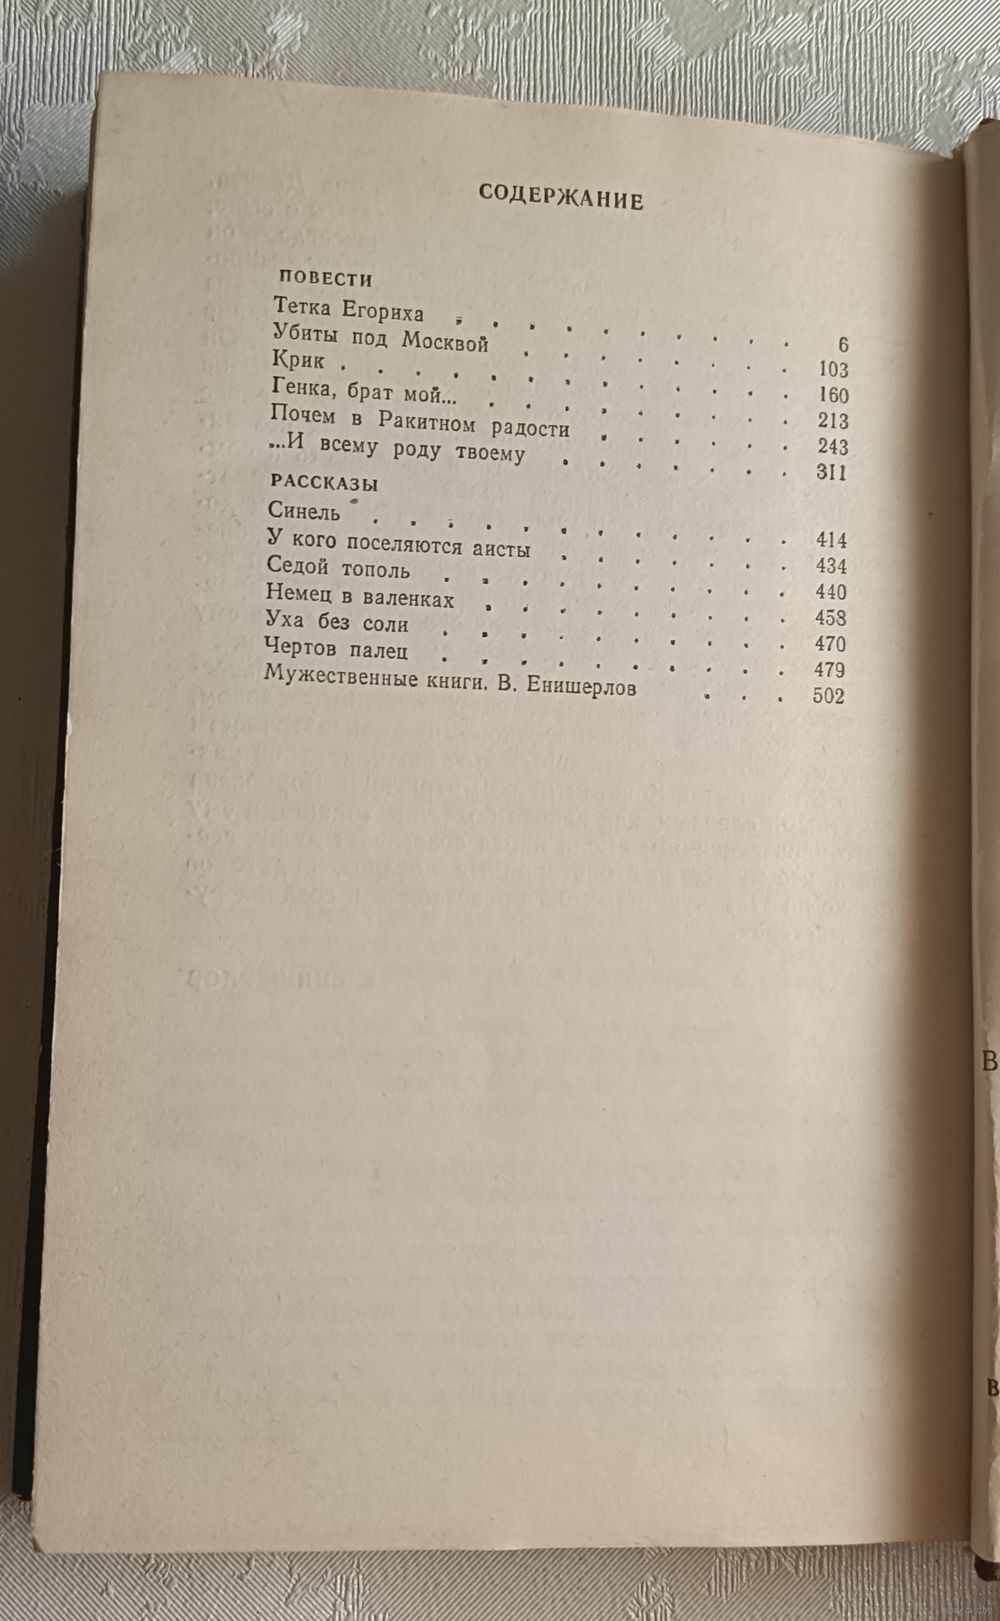 СОДЕРЖАНИЕ
ПОВЕСТИ
Тетка Егориха . . . . . . . . . . 6
Убиты под Москвой . . . . . . . . 103
Крик . . . . . . . . . . . . . 160
Генка, брат мой... . . . . . . . . . 213
Почем в Ракитном радости . . . . . . 243
...И всему роду твоему . . . . . . . 311
РАССКАЗЫ
Синель . . . . . . . . . . . . 414
У кого поселяются аисты . . . . . . . 434
Седой тополь . . . . . . . . . . 440
Немец в валенках . . . . . . . . . 458
Уха без соли . . . . . . . . . . 470
Чертов палец . . . . . . . . . . 479
Мужественные книги. В. Енишерлов . . . 502
В
В